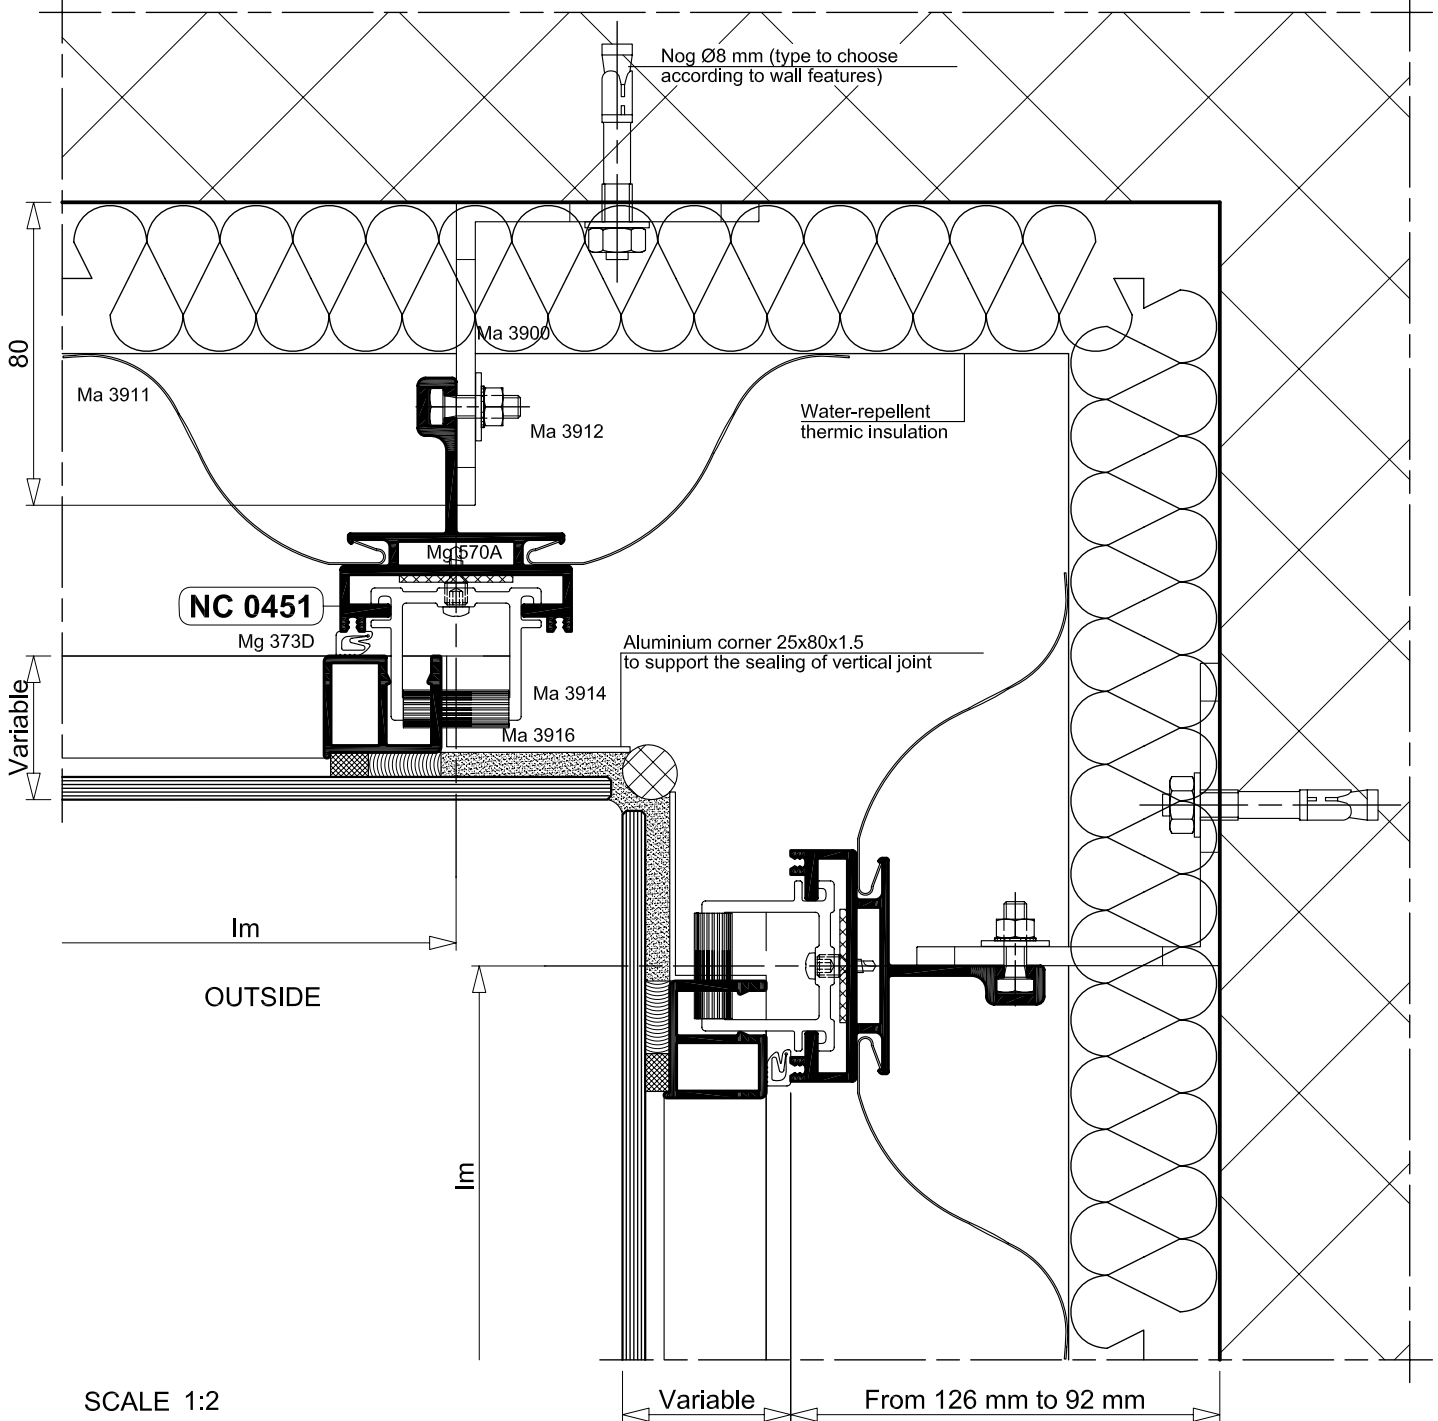 Nog Ø8 mm (type to choose
according to wall features)
80
Ma 3900
Ma 3911
Ma 3912
Water-repellent
thermic insulation
Mg 570A
NC 0451
Mg 373D
Aluminium corner 25x80x1.5
to support the sealing of vertical joint
Variable
Ma 3914
Ma 3916
lm
OUTSIDE
lm
SCALE 1:2
Variable
From 126 mm to 92 mm